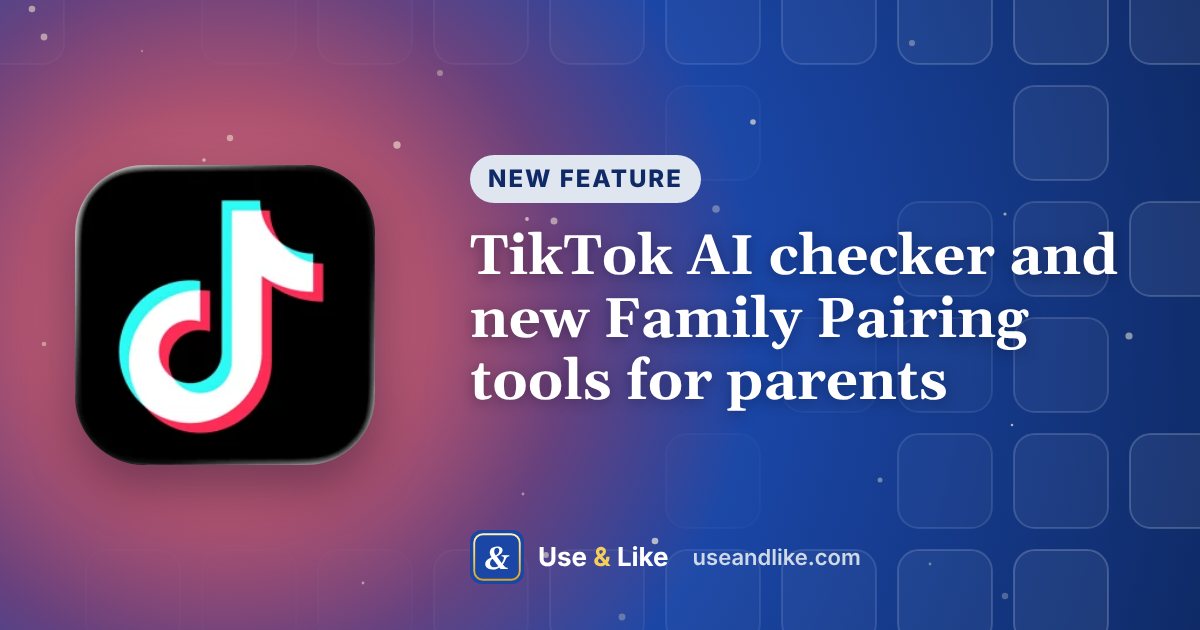 NEW FEATURE
TikTok AI checker and
new Family Pairing
tools for parents
& Use & Like useandlike.com